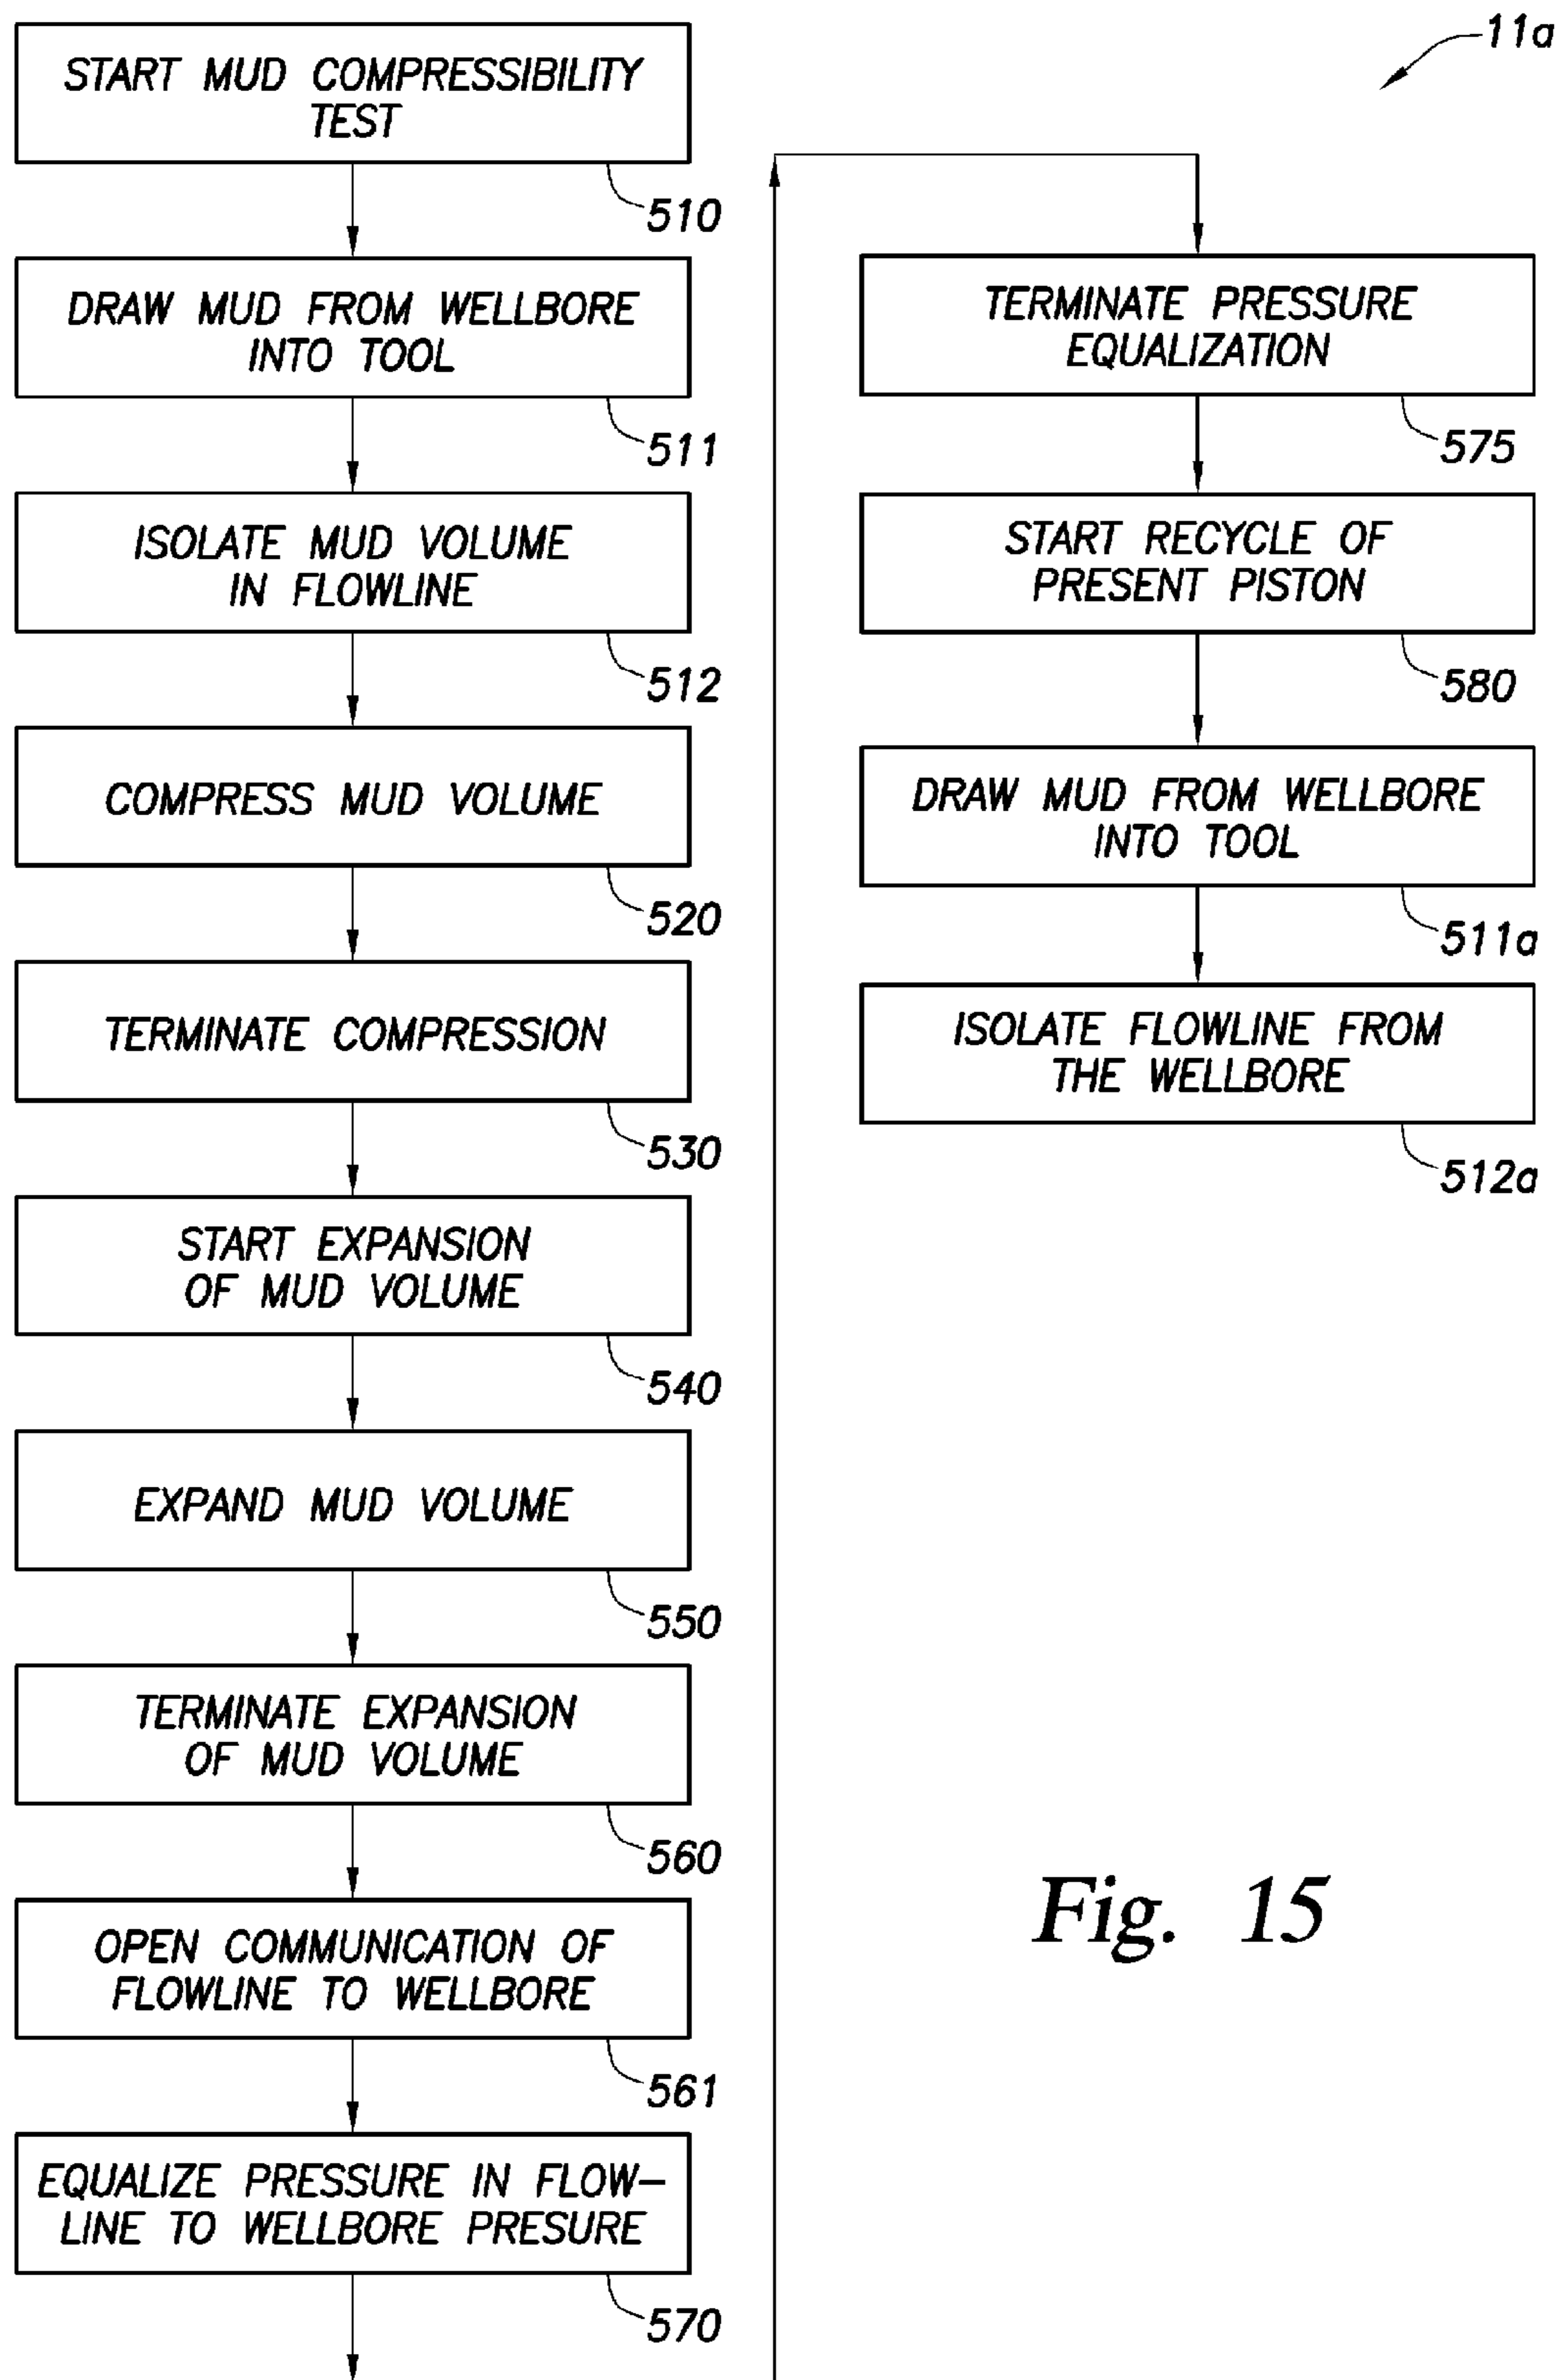 START MUD COMPRESSIBILITY
TEST
510
DRAW MUD FROM WELLBORE
INTO TOOL
511
ISOLATE MUD VOLUME
IN FLOWLINE
512
COMPRESS MUD VOLUME
520
TERMINATE COMPRESSION
530
START EXPANSION
OF MUD VOLUME
540
EXPAND MUD VOLUME
550
TERMINATE EXPANSION
OF MUD VOLUME
560
OPEN COMMUNICATION OF
FLOWLINE TO WELLBORE
561
EQUALIZE PRESSURE IN FLOW-
LINE TO WELLBORE PRESURE
570
11a
TERMINATE PRESSURE
EQUALIZATION
575
START RECYCLE OF
PRESENT PISTON
580
DRAW MUD FROM WELLBORE
INTO TOOL
511a
ISOLATE FLOWLINE FROM
THE WELLBORE
512a
Fig. 15